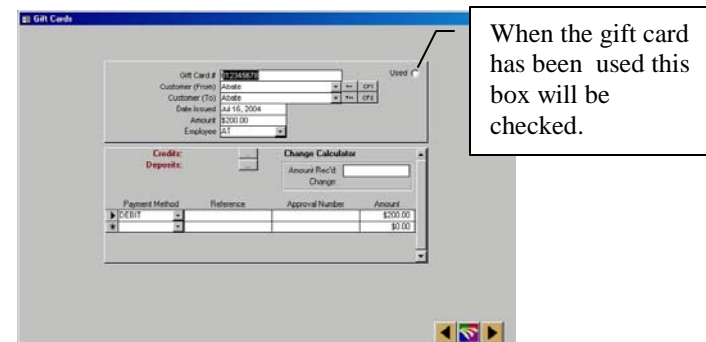 Gift Cards
When the gift card
has been used this
box will be
checked.
Gift Card # 012345678
Used
Customer (From) Abate CF1
Customer (To) Abate CF2
Date Issued Jul 16, 2004
Amount $200.00
Employee AT
Credits: ...
Deposits: ...
Change Calculator
Amount Rec'd:
Change:
Payment Method Reference Approval Number Amount
DEBIT $200.00
$0.00